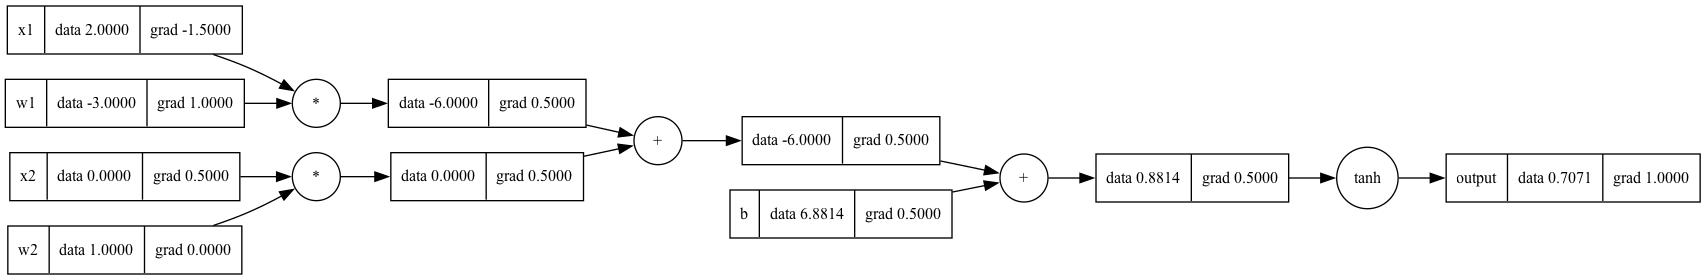 x1 data 2.0000 grad -1.5000
w1 data -3.0000 grad 1.0000
*
data -6.0000 grad 0.5000
x2 data 0.0000 grad 0.5000
w2 data 1.0000 grad 0.0000
*
data 0.0000 grad 0.5000
+
data -6.0000 grad 0.5000
b data 6.8814 grad 0.5000
+
data 0.8814 grad 0.5000
tanh
output data 0.7071 grad 1.0000